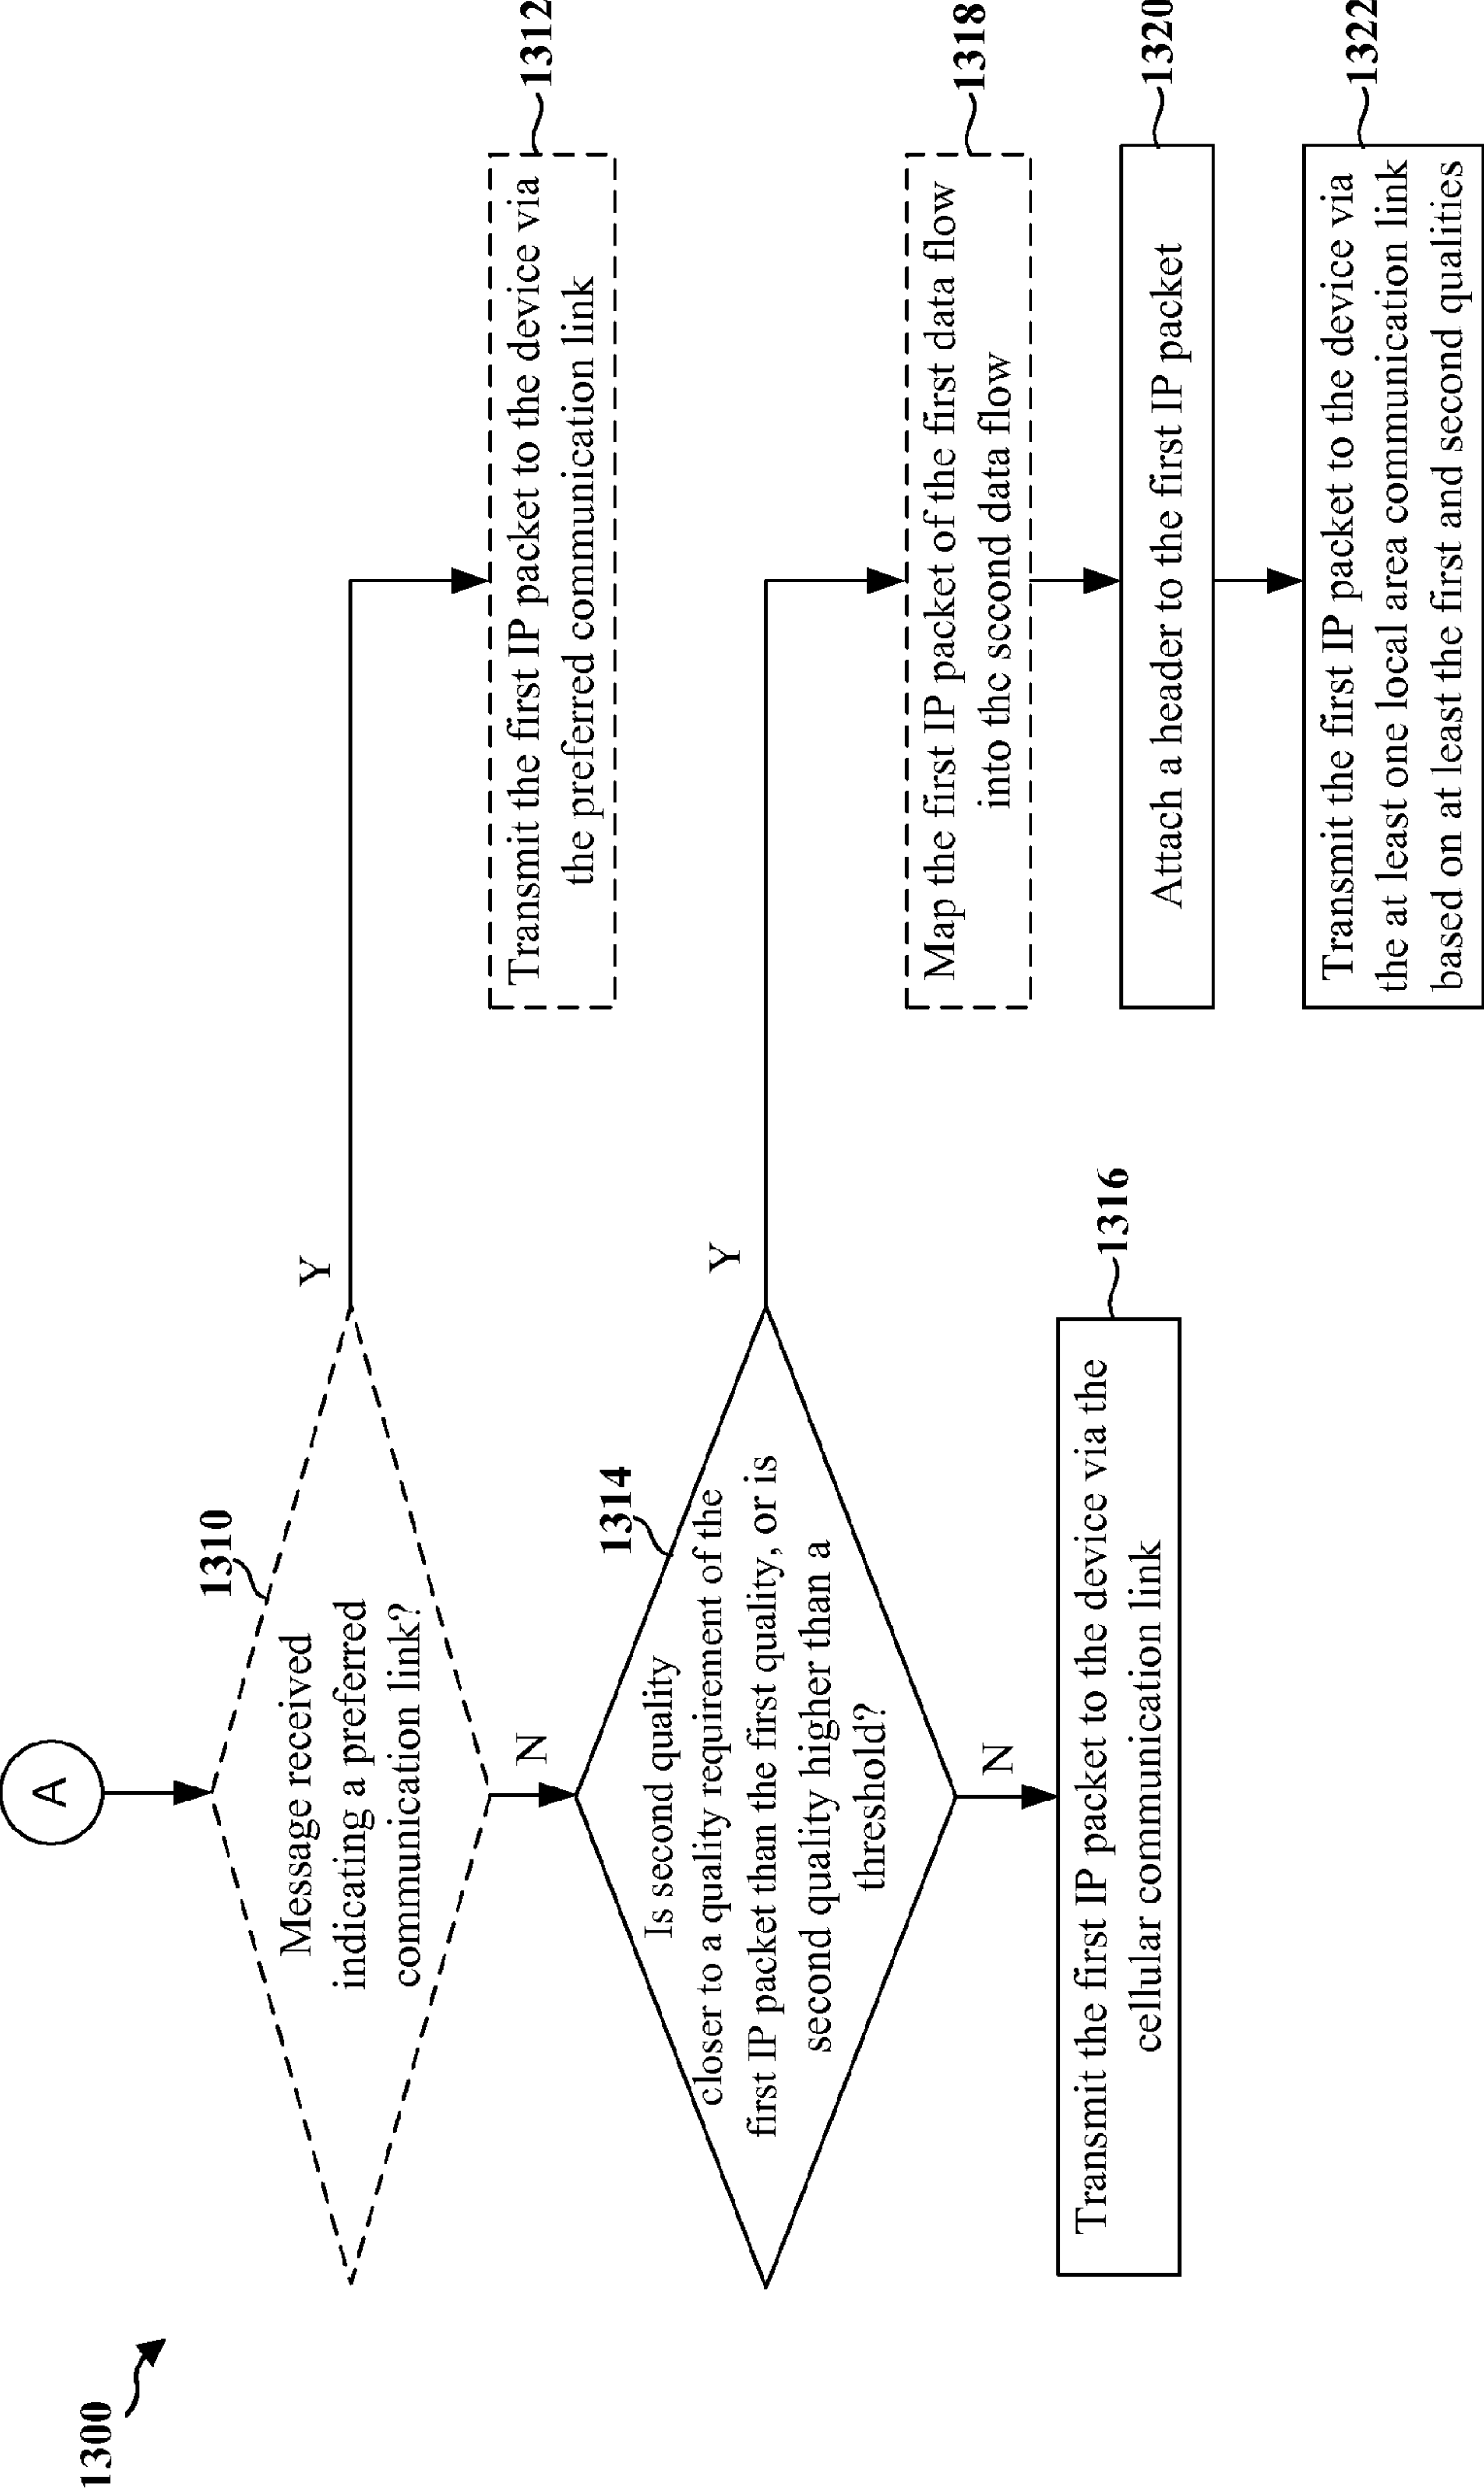 1300
A
1310
Message received
indicating a preferred
communication link?
Y
N
1312
Transmit the first IP packet to the device via
the preferred communication link
1314
Is second quality
closer to a quality requirement of the
first IP packet than the first quality, or is
second quality higher than a
threshold?
Y
N
1316
Transmit the first IP packet to the device via the
cellular communication link
1318
Map the first IP packet of the first data flow
into the second data flow
1320
Attach a header to the first IP packet
1322
Transmit the first IP packet to the device via
the at least one local area communication link
based on at least the first and second qualities